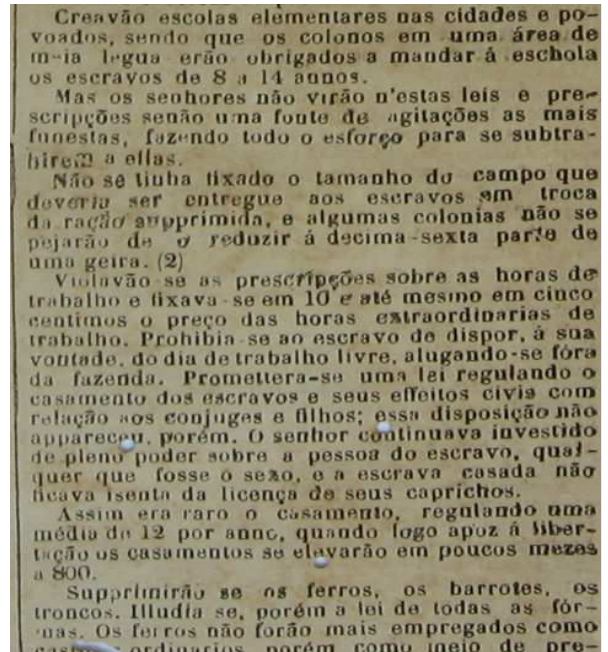 Creavão escolas elementares nas cidades e po-
voados, sendo que os colonos em uma área de
meia legua erão obrigados a mandar á eschola
os escravos de 8 a 14 annos.
Mas os senhores não virão n'estas leis e pre-
scripções senão uma fonte de agitações as mais
funestas, fazendo todo o esforço para se subtra-
hirem a ellas.
Não se tinha fixado o tamanho do campo que
deveria ser entregue aos escravos em troca
da ração supprimida, e algumas colonias não se
pejarão de o reduzir á decima-sexta parte de
uma geira. (2)
Violavão se as prescripções sobre as horas de
trabalho e fixava-se em 10 e até mesmo em cinco
centimos o preço das horas extraordinarias de
trabalho. Prohibia-se ao escravo de dispor, á sua
vontade, do dia de trabalho livre, alugando-se fóra
da fazenda. Promettera-se uma lei regulando o
casamento dos escravos e seus effeitos civis com
relação aos conjuges e filhos; essa disposição não
appareceu, porém. O senhor continuava investido
de pleno poder sobre a pessoa do escravo, qual-
quer que fosse o sexo, e a escrava casada não
ficava isenta da licença de seus caprichos.
Assim era raro o casamento, regulando uma
média de 12 por anno, quando logo apoz á liber-
tação os casamentos se elevarão em poucos mezes
a 800.
Supprimirão se os ferros, os barrotes, os
troncos. Illudia se, porém a lei de todas as fór-
mas. Os ferros não forão mais empregados como
ordinarios, porém como meio de pre-